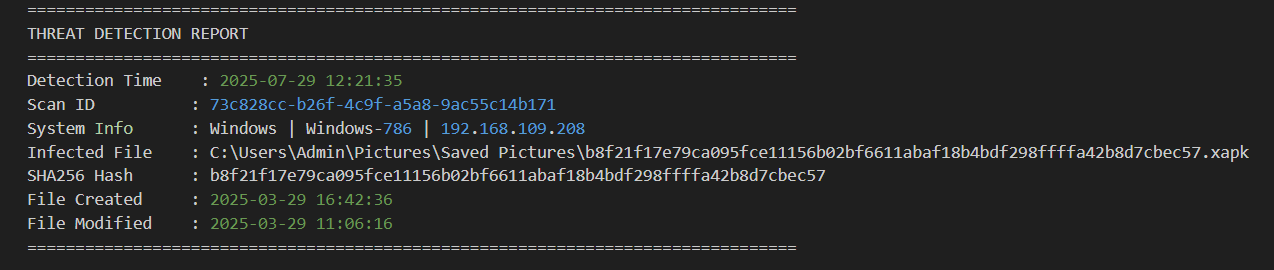 ================================================================================
THREAT DETECTION REPORT
================================================================================
Detection Time    : 2025-07-29 12:21:35
Scan ID          : 73c828cc-b26f-4c9f-a5a8-9ac55c14b171
System Info      : Windows | Windows-786 | 192.168.109.208
Infected File    : C:\Users\Admin\Pictures\Saved Pictures\b8f21f17e79ca095fce11156b02bf6611abaf18b4bdf298ffffa42b8d7cbec57.xapk
SHA256 Hash      : b8f21f17e79ca095fce11156b02bf6611abaf18b4bdf298ffffa42b8d7cbec57
File Created     : 2025-03-29 16:42:36
File Modified    : 2025-03-29 11:06:16
================================================================================